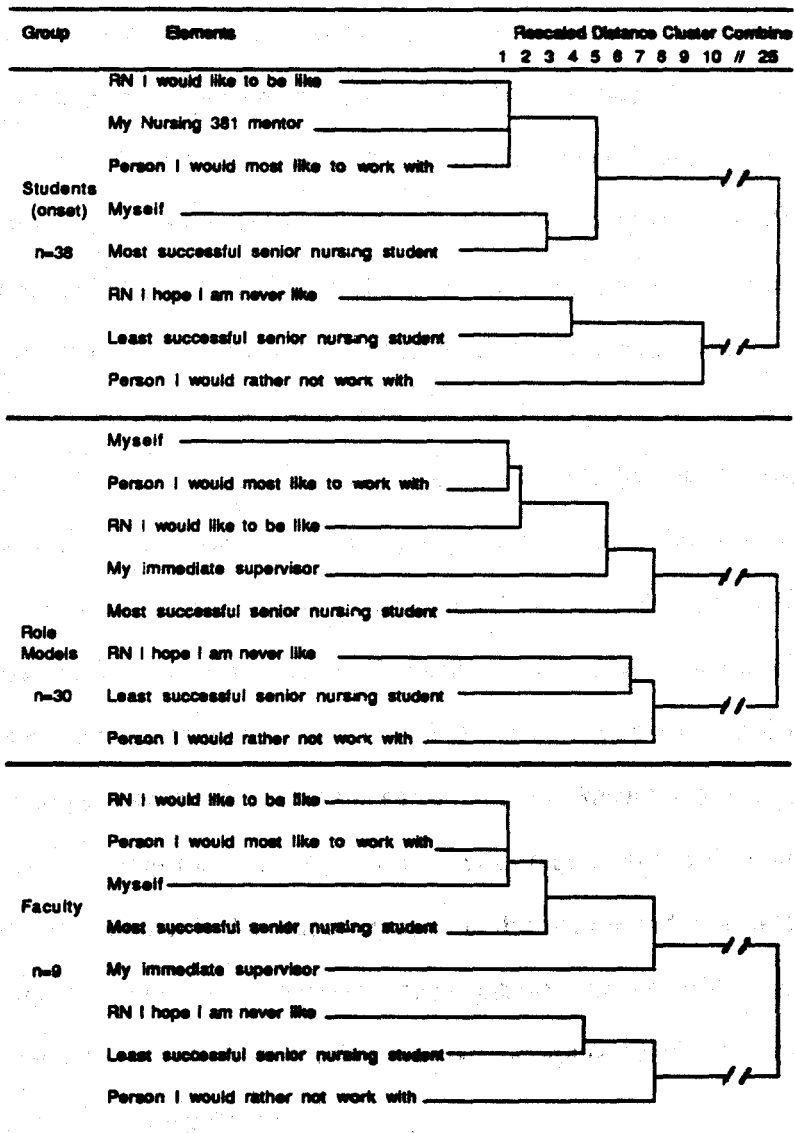 Group Elements Rescaled Distance Cluster Combine
1 2 3 4 5 6 7 8 9 10 // 25
RN I would like to be like
My Nursing 381 mentor
Person I would most like to work with
Students
(onset)
Myself
n=38
Most successful senior nursing student
RN I hope I am never like
Least successful senior nursing student
Person I would rather not work with
Myself
Person I would most like to work with
RN I would like to be like
My immediate supervisor
Most successful senior nursing student
Role
Models
RN I hope I am never like
n=30
Least successful senior nursing student
Person I would rather not work with
RN I would like to be like
Person I would most like to work with
Myself
Faculty
Most successful senior nursing student
n=9
My immediate supervisor
RN I hope I am never like
Least successful senior nursing student
Person I would rather not work with